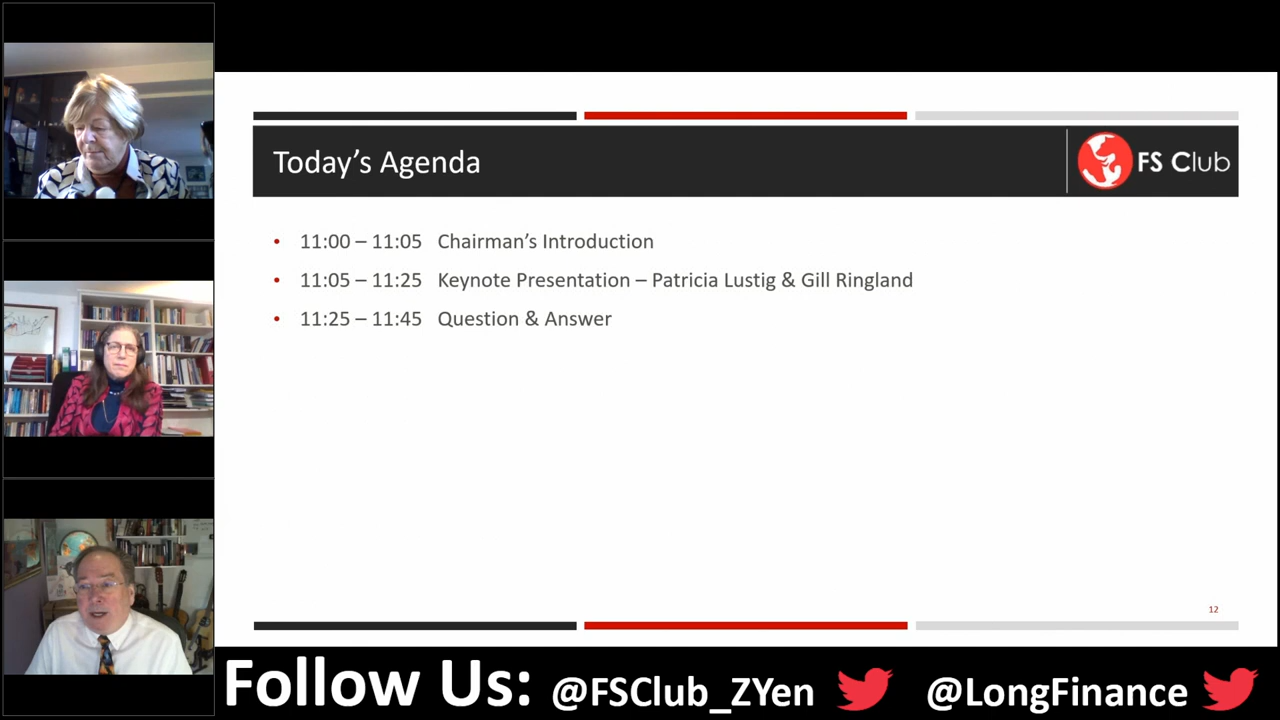 Today's Agenda
FS Club
• 11:00 – 11:05 Chairman's Introduction
• 11:05 – 11:25 Keynote Presentation – Patricia Lustig & Gill Ringland
• 11:25 – 11:45 Question & Answer
12
Follow Us: @FSClub_ZYen @LongFinance